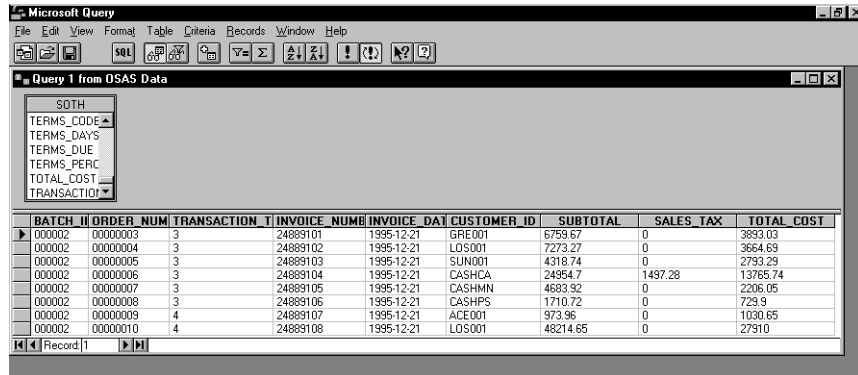 Microsoft Query
File Edit View Format Table Criteria Records Window Help
SQL
Query 1 from OSAS Data
SOTH
TERMS_CODE
TERMS_DAYS
TERMS_DUE
TERMS_PERC
TOTAL_COST
TRANSACTIO
BATCH_I ORDER_NUM TRANSACTION_T INVOICE_NUMB INVOICE_DAT CUSTOMER_ID SUBTOTAL SALES_TAX TOTAL_COST
000002 00000003 3 24889101 1995-12-21 GRE001 6759.67 0 3893.03
000002 00000004 3 24889102 1995-12-21 LOS001 7273.27 0 3664.69
000002 00000005 3 24889103 1995-12-21 SUN001 4318.74 0 2793.29
000002 00000006 3 24889104 1995-12-21 CASHCA 24954.7 1497.28 13765.74
000002 00000007 3 24889105 1995-12-21 CASHMN 4683.92 0 2206.05
000002 00000008 3 24889106 1995-12-21 CASHPS 1710.72 0 729.9
000002 00000009 4 24889107 1995-12-21 ACE001 973.96 0 1030.65
000002 00000010 4 24889108 1995-12-21 LOS001 48214.65 0 27910
Record: 1